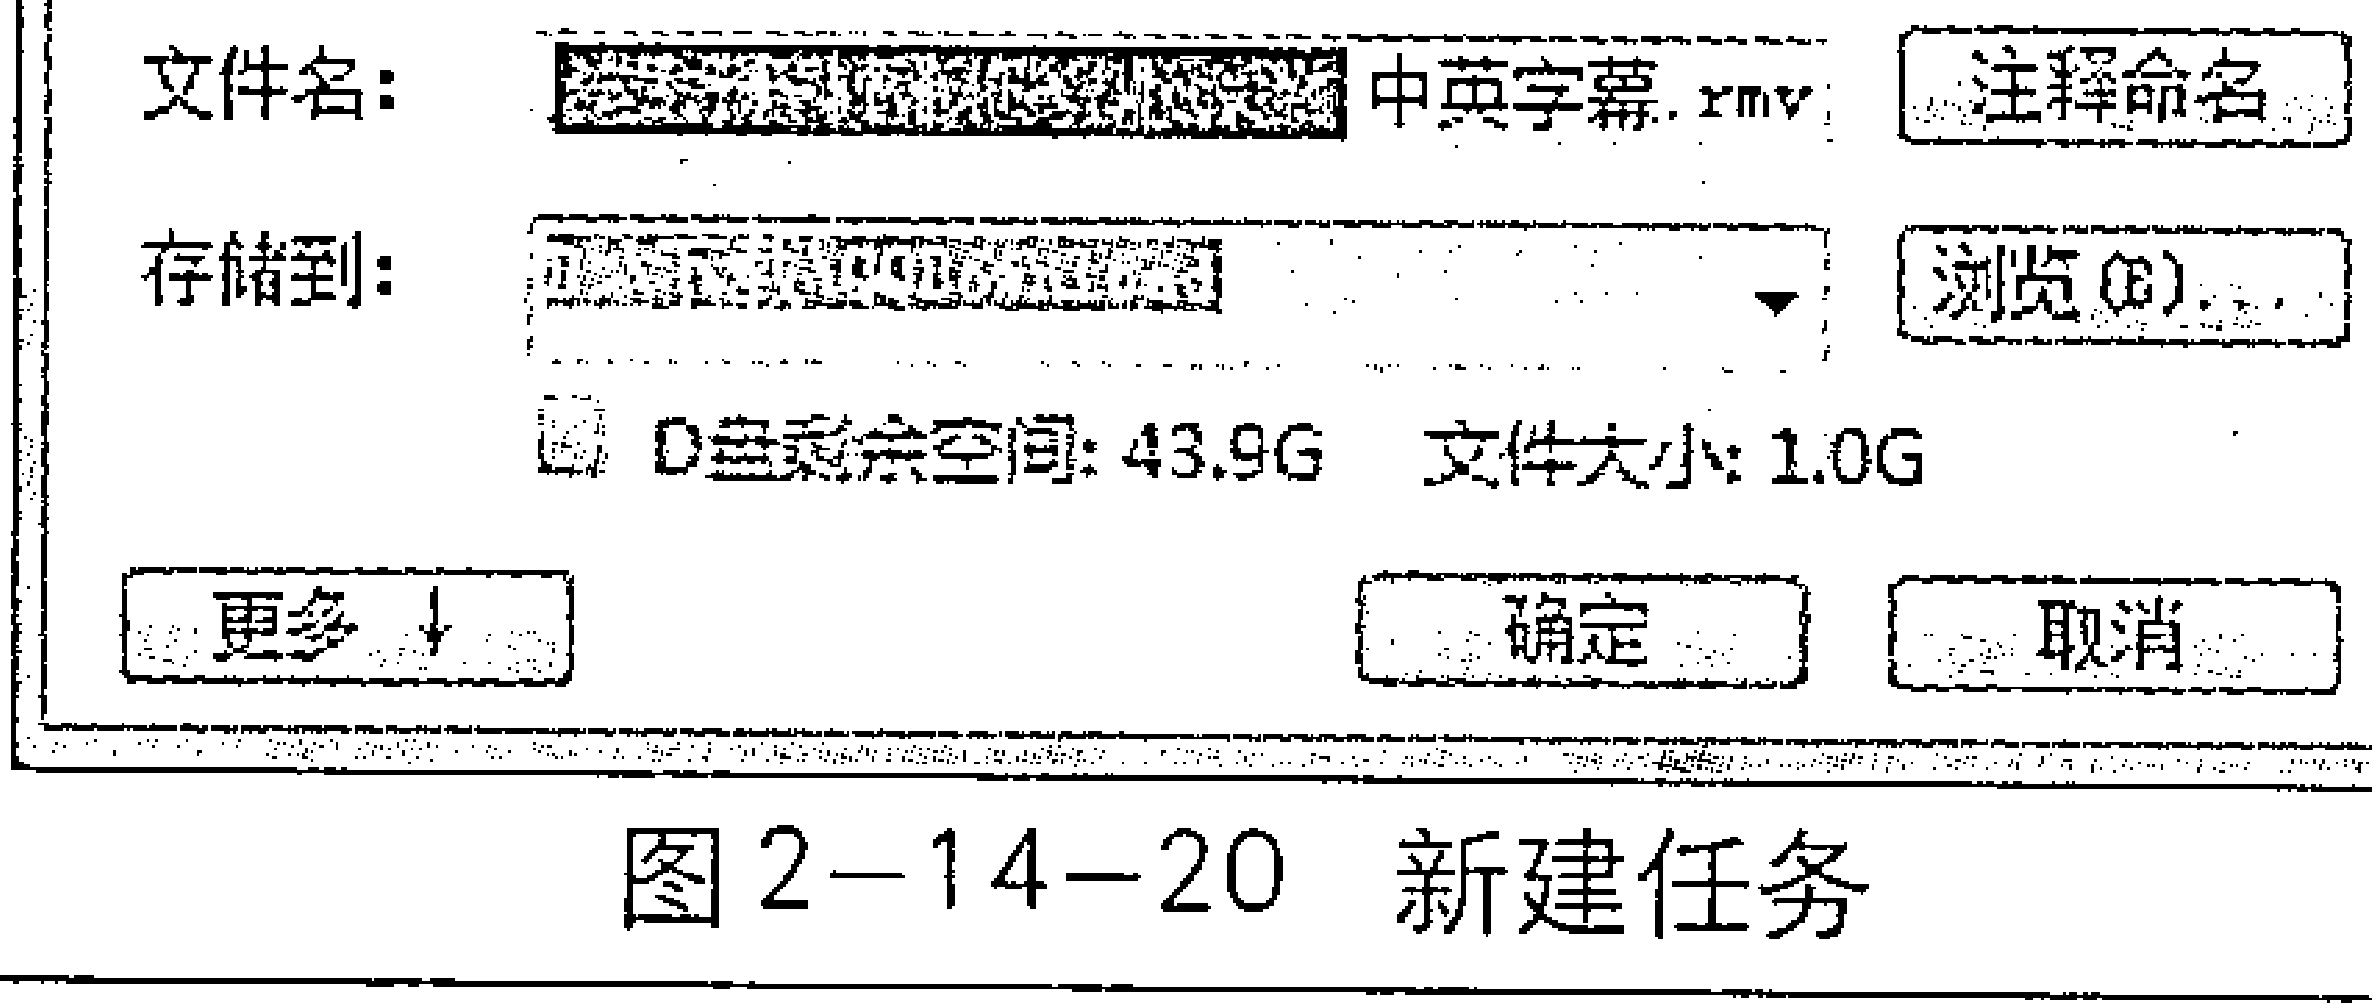 文件名: 中英字幕.rmv 注释命名
存储到: 浏览(B)...
D盘剩余空间: 43.9G 文件大小: 1.0G
更多 ↓ 确定 取消
图2-14-20 新建任务